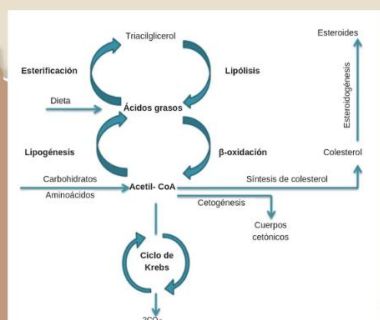 Triacilglicerol
Esteroides
Esterificación
Lipólisis
Esteroidogénesis
Dieta
Ácidos grasos
Lipogénesis
β-oxidación
Colesterol
Carbohidratos
Aminoácidos
Acetil- CoA
Síntesis de colesterol
Cetogénesis
Cuerpos
cetónicos
Ciclo de
Krebs
2CO₂